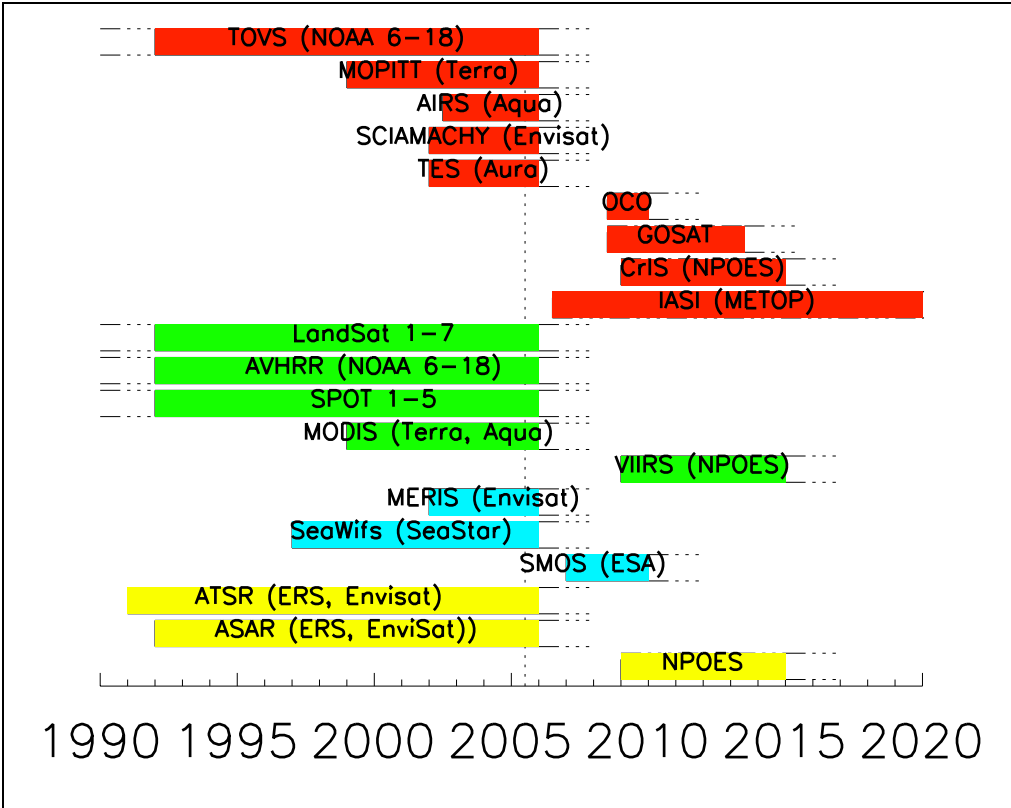 TOVS (NOAA 6-18)
MOPITT (Terra)
AIRS (Aqua)
SCIAMACHY (Envisat)
TES (Aura)
OCO
GOSAT
CrIS (NPOES)
IASI (METOP)
LandSat 1-7
AVHRR (NOAA 6-18)
SPOT 1-5
MODIS (Terra, Aqua)
VIIRS (NPOES)
MERIS (Envisat)
SeaWifs (SeaStar)
SMOS (ESA)
ATSR (ERS, Envisat)
ASAR (ERS, EnviSat))
NPOES
1990 1995 2000 2005 2010 2015 2020